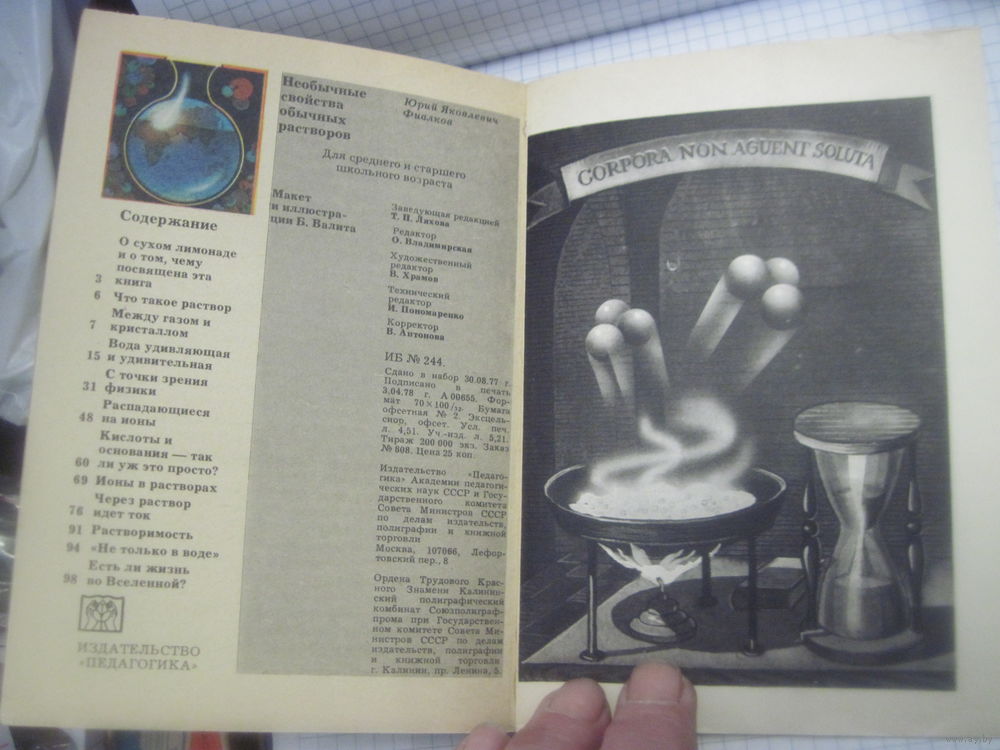 Содержание
О сухом лимонаде
и о том, чему
посвящена эта
3 книга
6 Что такое раствор
Между газом и
7 кристаллом
Вода удивляющая
15 и удивительная
С точки зрения
31 физики
Распадающиеся
48 на ионы
Кислоты и
основания — так
60 ли уж это просто?
69 Ионы в растворах
Через раствор
76 идет ток
91 Растворимость
94 «Не только в воде»
Есть ли жизнь
98 во Вселенной?
ИЗДАТЕЛЬСТВО
«ПЕДАГОГИКА»
Необычные
свойства
обычных
растворов
Юрий Яковлевич
Фиалков
Для среднего и старшего
школьного возраста
Макет
и иллюстра-
ции Б. Валита
Заведующая редакцией
Т. П. Ляхова
Редактор
О. Владимирская
Художественный
редактор
В. Храмов
Технический
редактор
И. Пономаренко
Корректор
В. Антонова
ИБ № 244.
Сдано в набор 30.08.77 г.
Подписано в печать
3.04.78 г. А 09655. Фор-
мат 70×100/32. Бумага
офсетная № 2. Эксцель-
сиор, офсет. Усл. печ.
л. 4,51. Уч.-изд. л. 5,21.
Тираж 200 000 экз. Заказ
№ 808. Цена 25 коп.
Издательство «Педаго-
гика» Академии педагоги-
ческих наук СССР и Госу-
дарственного комитета
Совета Министров СССР
по делам издательств,
полиграфии и книжной
торговли
Москва, 107066, Лефор-
товский пер., 8
Ордена Трудового Крас-
ного Знамени Калинин-
ский полиграфический
комбинат Союзполиграф-
прома при Государствен-
ном комитете Совета Ми-
нистров СССР по делам
издательств, полиграфии
и книжной торговли
г. Калинин, пр. Ленина, 5.
CORPORA NON AGUENT SOLUTA
www.ay.by